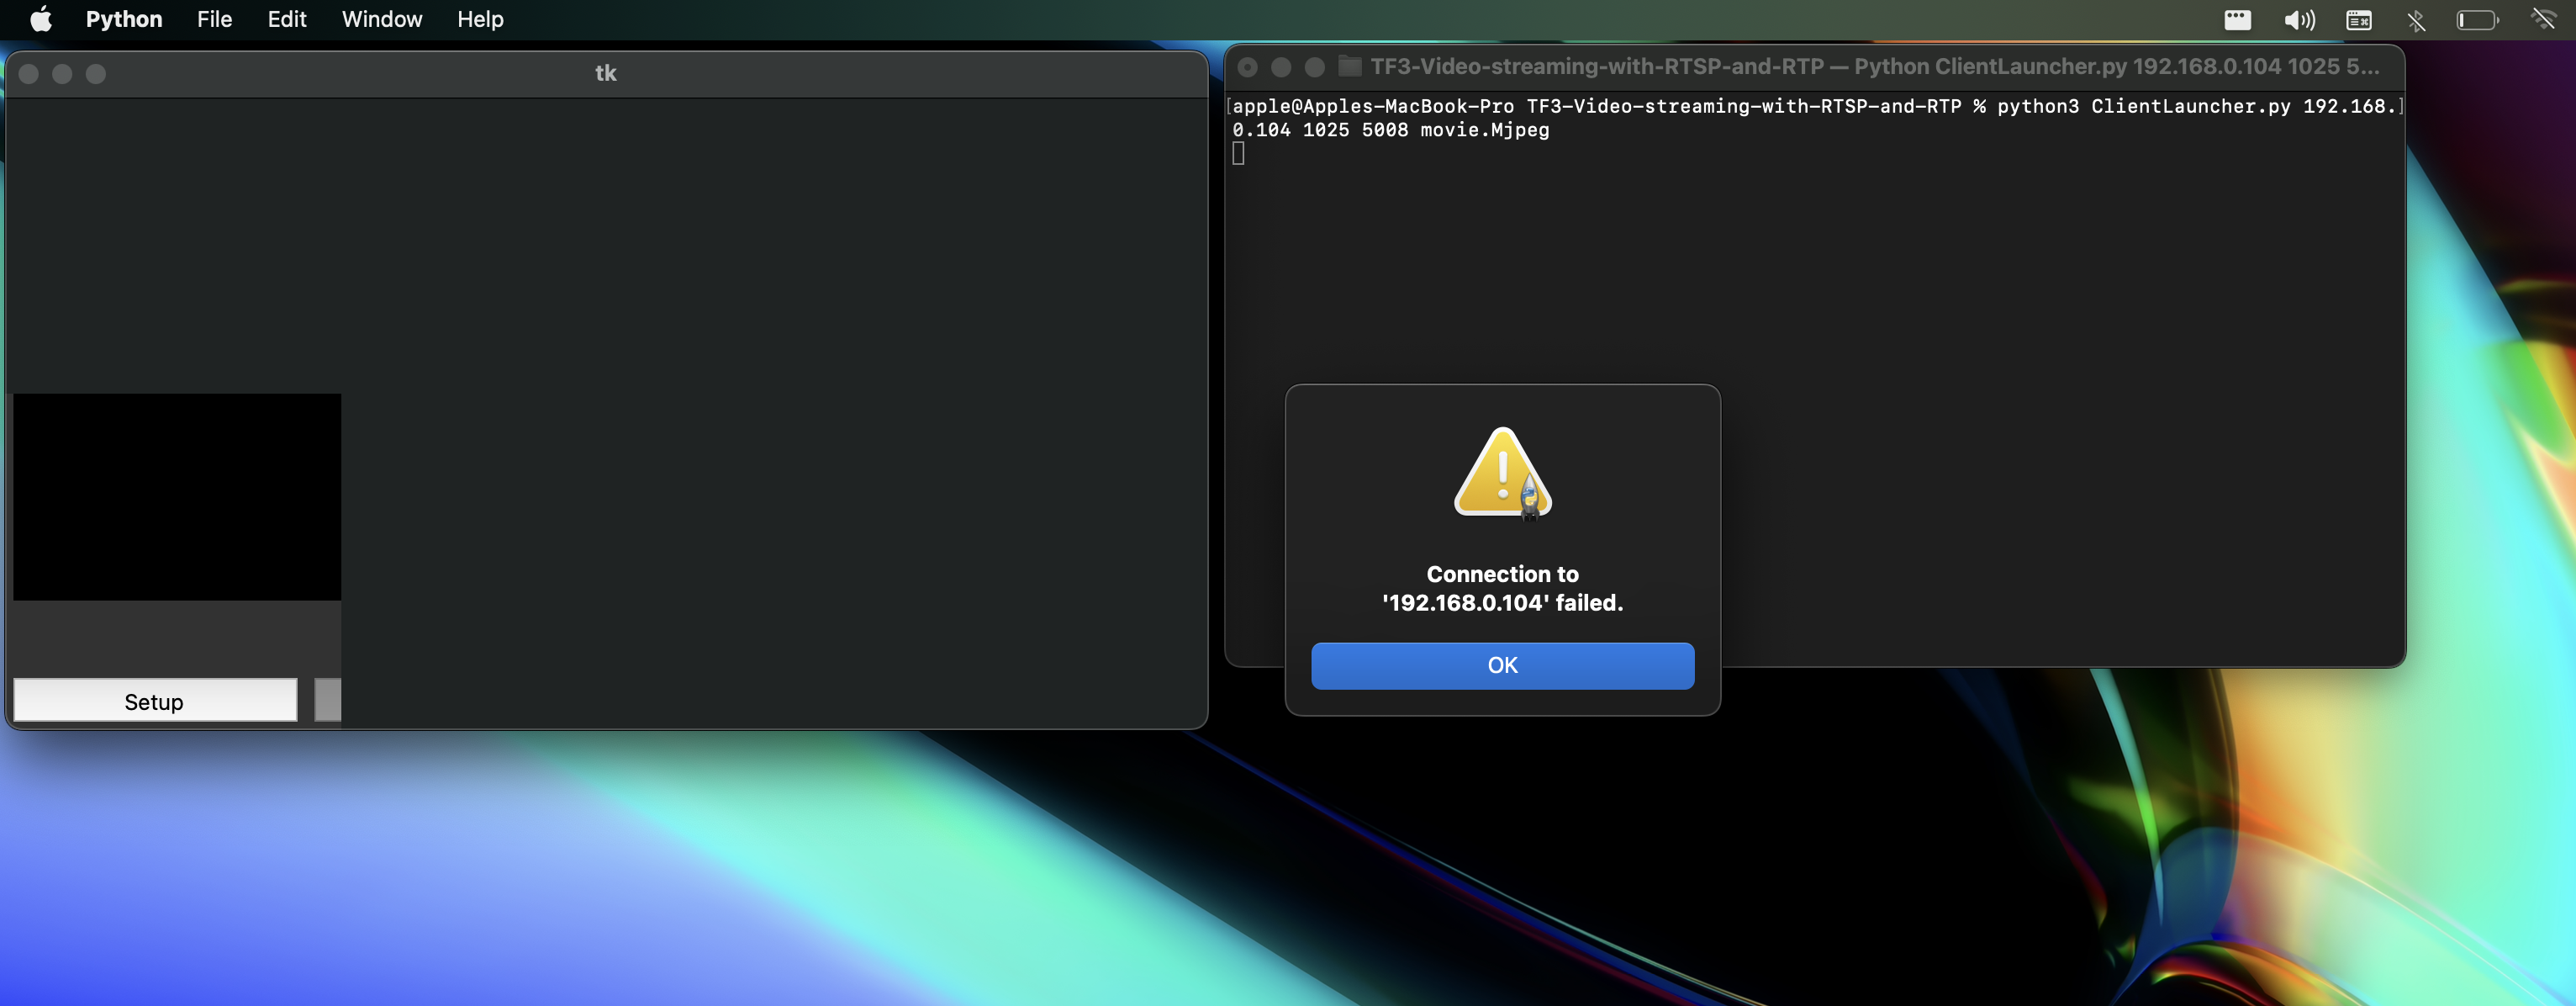 Python File Edit Window Help
tk
TF3-Video-streaming-with-RTSP-and-RTP — Python ClientLauncher.py 192.168.0.104 1025 5...
[apple@Apples-MacBook-Pro TF3-Video-streaming-with-RTSP-and-RTP % python3 ClientLauncher.py 192.168.]
0.104 1025 5008 movie.Mjpeg
Connection to
'192.168.0.104' failed.
OK
Setup